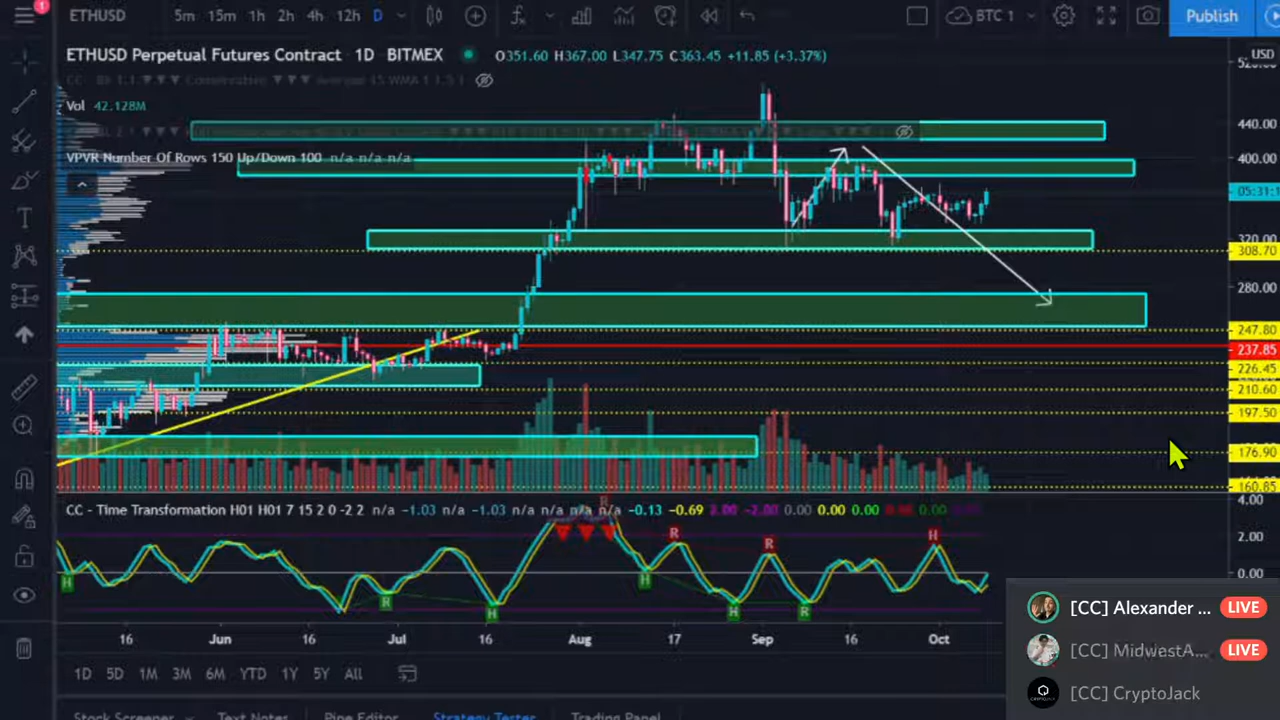 1
ETHUSD 5m 15m 1h 2h 4h 12h D BTC 1 Publish
ETHUSD Perpetual Futures Contract 1D BITMEX O351.60 H367.00 L347.75 C363.45 +11.85 (+3.37%) USD
Vol 42.128M
440.00
VPVR Number Of Rows 150 Up/Down 100 n/a n/a n/a 400.00
05:31:1
320.00
308.70
280.00
247.80
237.85
226.45
210.60
197.50
176.90
160.85
4.00
CC - Time Transformation H01 H01 7 15 2 0 -2 2 n/a −1.03 n/a −1.03 n/a n/a n/a n/a −0.13 −0.69 2.00 −2.00 0.00 0.00 0.00 0.00 0.00
R
R R H 2.00
0.00
H R H H H R
16 Jun 16 Jul 16 Aug 17 Sep 16 Oct
1D 5D 1M 3M 6M YTD 1Y 5Y All
Stock Screener Text Notes Pine Editor Strategy Tester Trading Panel
[CC] Alexander ... LIVE
[CC] MidwestA... LIVE
[CC] CryptoJack